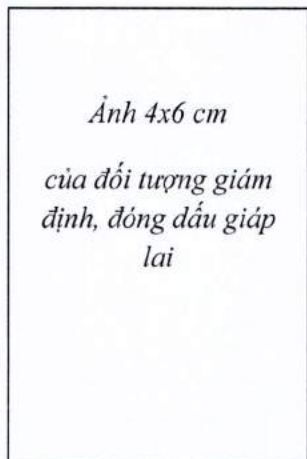 Ảnh 4x6 cm
của đối tượng giám
định, đóng dấu giáp
lai